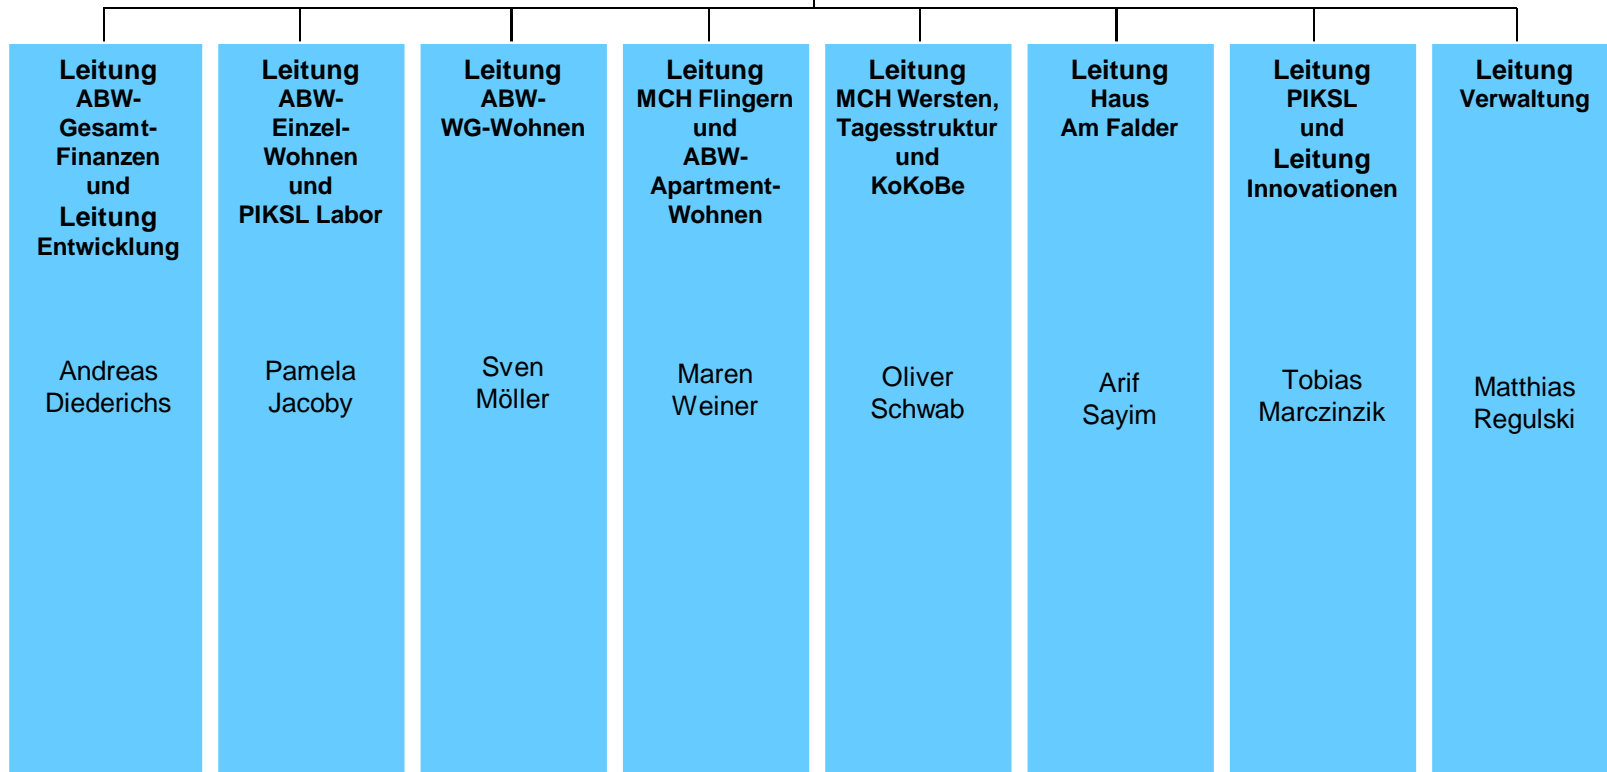 Leitung
ABW-
Gesamt-
Finanzen
und
Leitung
Entwicklung
Andreas
Diederichs
Leitung
ABW-
Einzel-
Wohnen
und
PIKSL Labor
Pamela
Jacoby
Leitung
ABW-
WG-Wohnen
Sven
Möller
Leitung
MCH Flingern
und
ABW-
Apartment-
Wohnen
Maren
Weiner
Leitung
MCH Wersten,
Tagesstruktur
und
KoKoBe
Oliver
Schwab
Leitung
Haus
Am Falder
Arif
Sayim
Leitung
PIKSL
und
Leitung
Innovationen
Tobias
Marczinzik
Leitung
Verwaltung
Matthias
Regulski